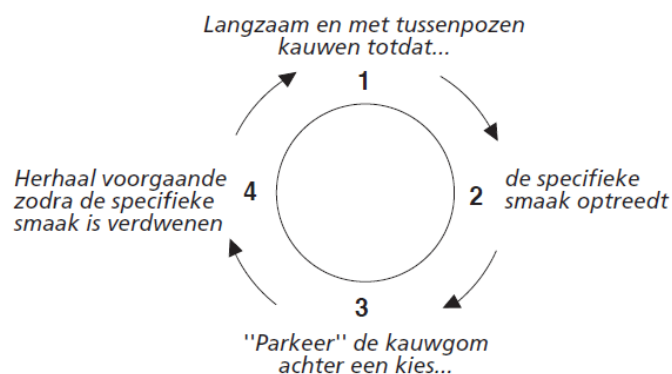 Langzaam en met tussenpozen
kauwen totdat...
1
2
de specifieke
smaak optreedt
3
"Parkeer" de kauwgom
achter een kies...
4
Herhaal voorgaande
zodra de specifieke
smaak is verdwenen